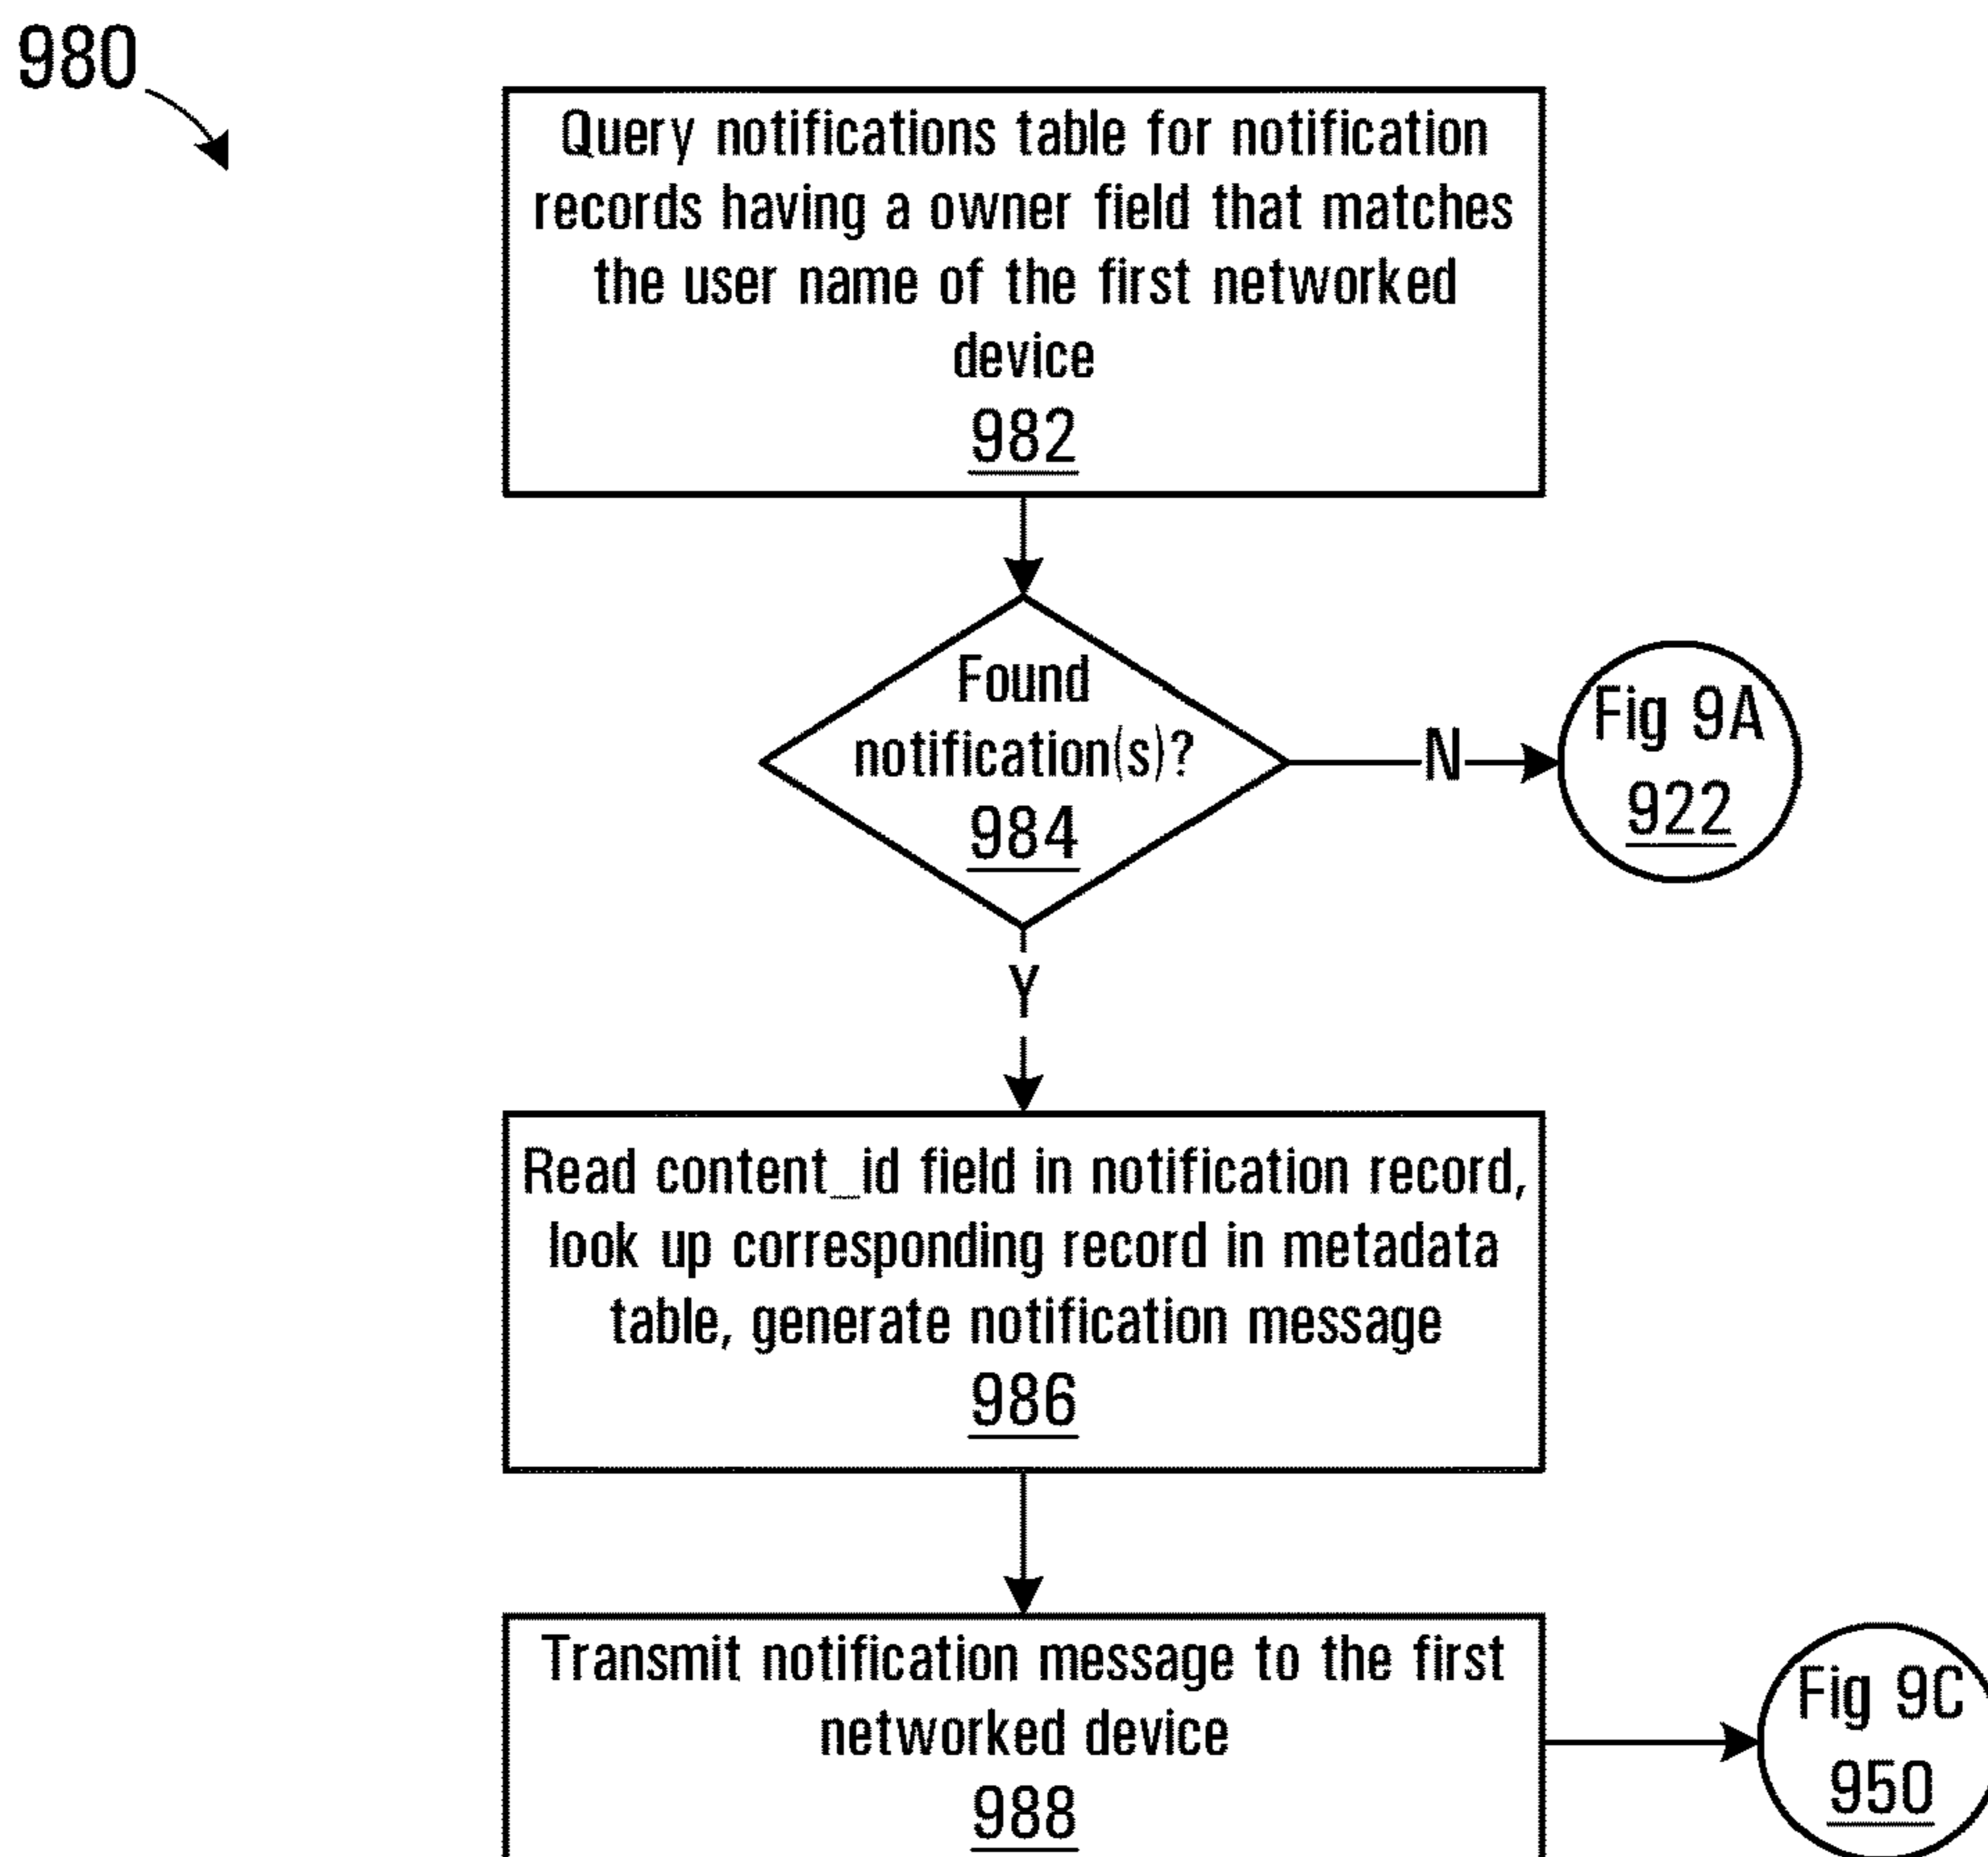 980
Query notifications table for notification
records having a owner field that matches
the user name of the first networked
device
982
Found
notification(s)?
984
N
Fig 9A
922
Y
Read content_id field in notification record,
look up corresponding record in metadata
table, generate notification message
986
Transmit notification message to the first
networked device
988
Fig 9C
950